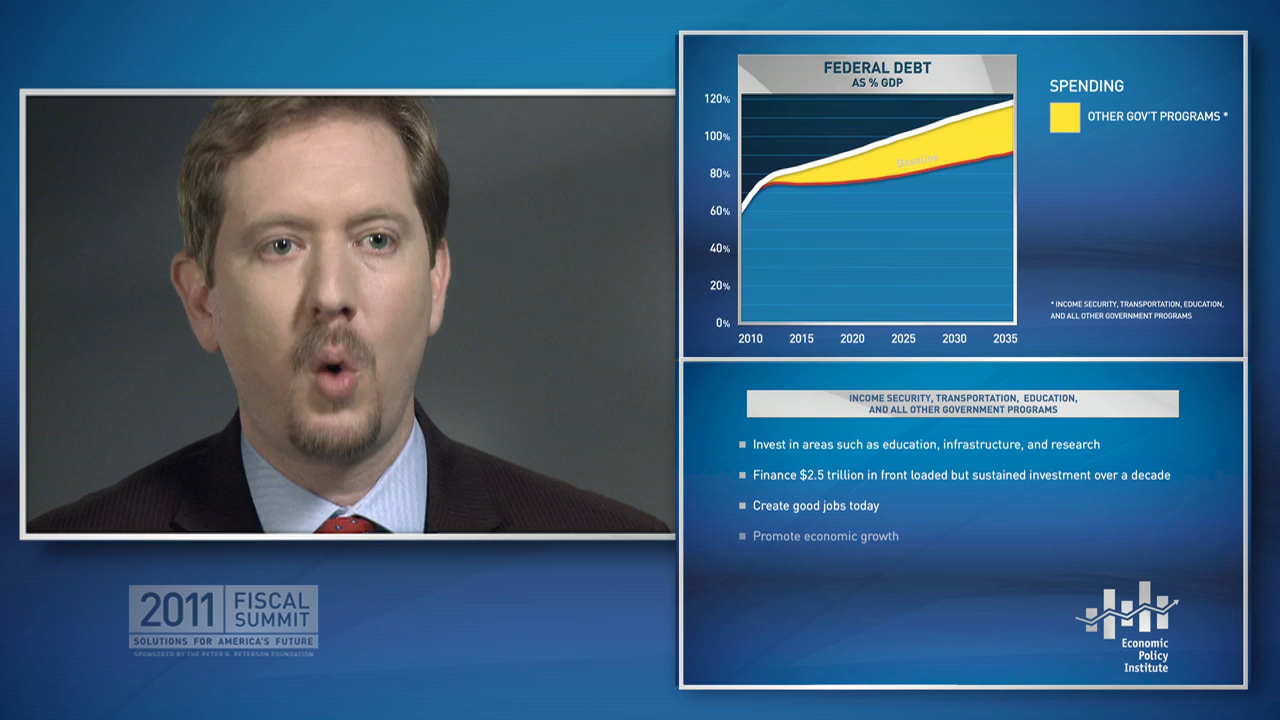 FEDERAL DEBT
AS % GDP
120%
100%
80%
60%
40%
20%
0%
Baseline
2010 2015 2020 2025 2030 2035
SPENDING
OTHER GOV'T PROGRAMS *
* INCOME SECURITY, TRANSPORTATION, EDUCATION,
AND ALL OTHER GOVERNMENT PROGRAMS
INCOME SECURITY, TRANSPORTATION, EDUCATION,
AND ALL OTHER GOVERNMENT PROGRAMS
Invest in areas such as education, infrastructure, and research
Finance $2.5 trillion in front loaded but sustained investment over a decade
Create good jobs today
Promote economic growth
Economic
Policy
Institute
2011 FISCAL
SUMMIT
SOLUTIONS FOR AMERICA'S FUTURE
SPONSORED BY THE PETER G. PETERSON FOUNDATION